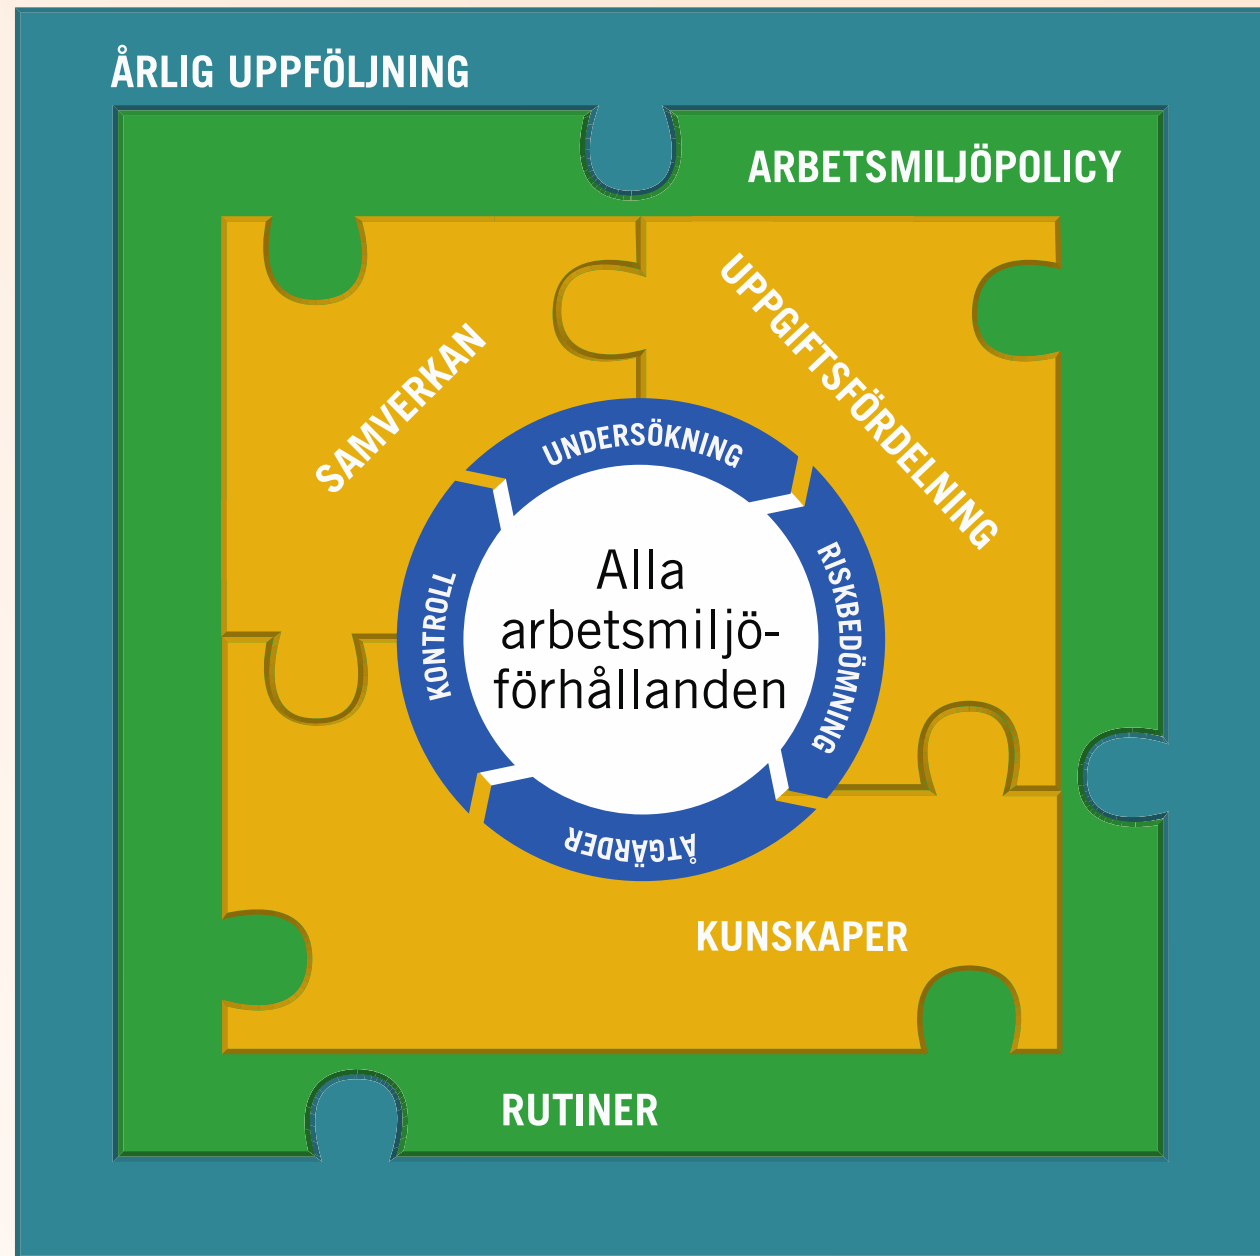 ÅRLIG UPPFÖLJNING
ARBETSMILJÖPOLICY
SAMVERKAN
UPPGIFTSFÖRDELNING
UNDERSÖKNING
RISKBEDÖMNING
ÅTGÄRDER
KONTROLL
Alla
arbetsmiljö-
förhållanden
KUNSKAPER
RUTINER